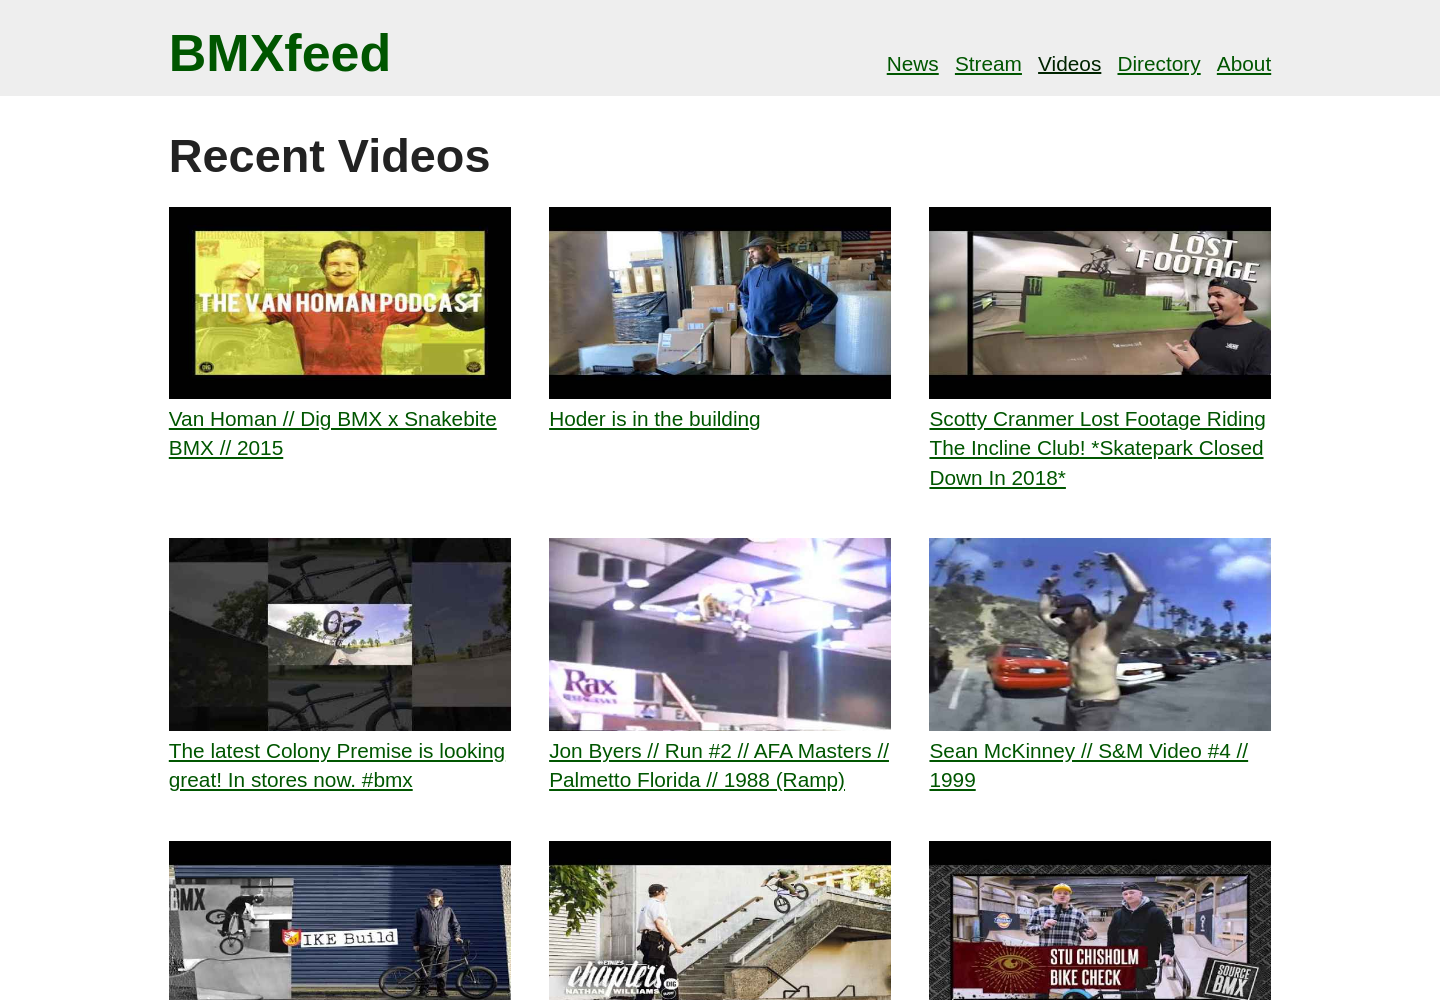 BMXfeed
News Stream Videos Directory About
Recent Videos
THE VAN HOMAN PODCAST
LOST
FOOTAGE
Van Homan // Dig BMX x Snakebite
BMX // 2015
Hoder is in the building
Scotty Cranmer Lost Footage Riding
The Incline Club! *Skatepark Closed
Down In 2018*
Rax
The latest Colony Premise is looking
great! In stores now. #bmx
Jon Byers // Run #2 // AFA Masters //
Palmetto Florida // 1988 (Ramp)
Sean McKinney // S&M Video #4 //
1999
BMX
IKE Build
chapters
NATHAN WILLIAMS
DIG
STU CHISHOLM
BIKE CHECK
SOURCE
BMX